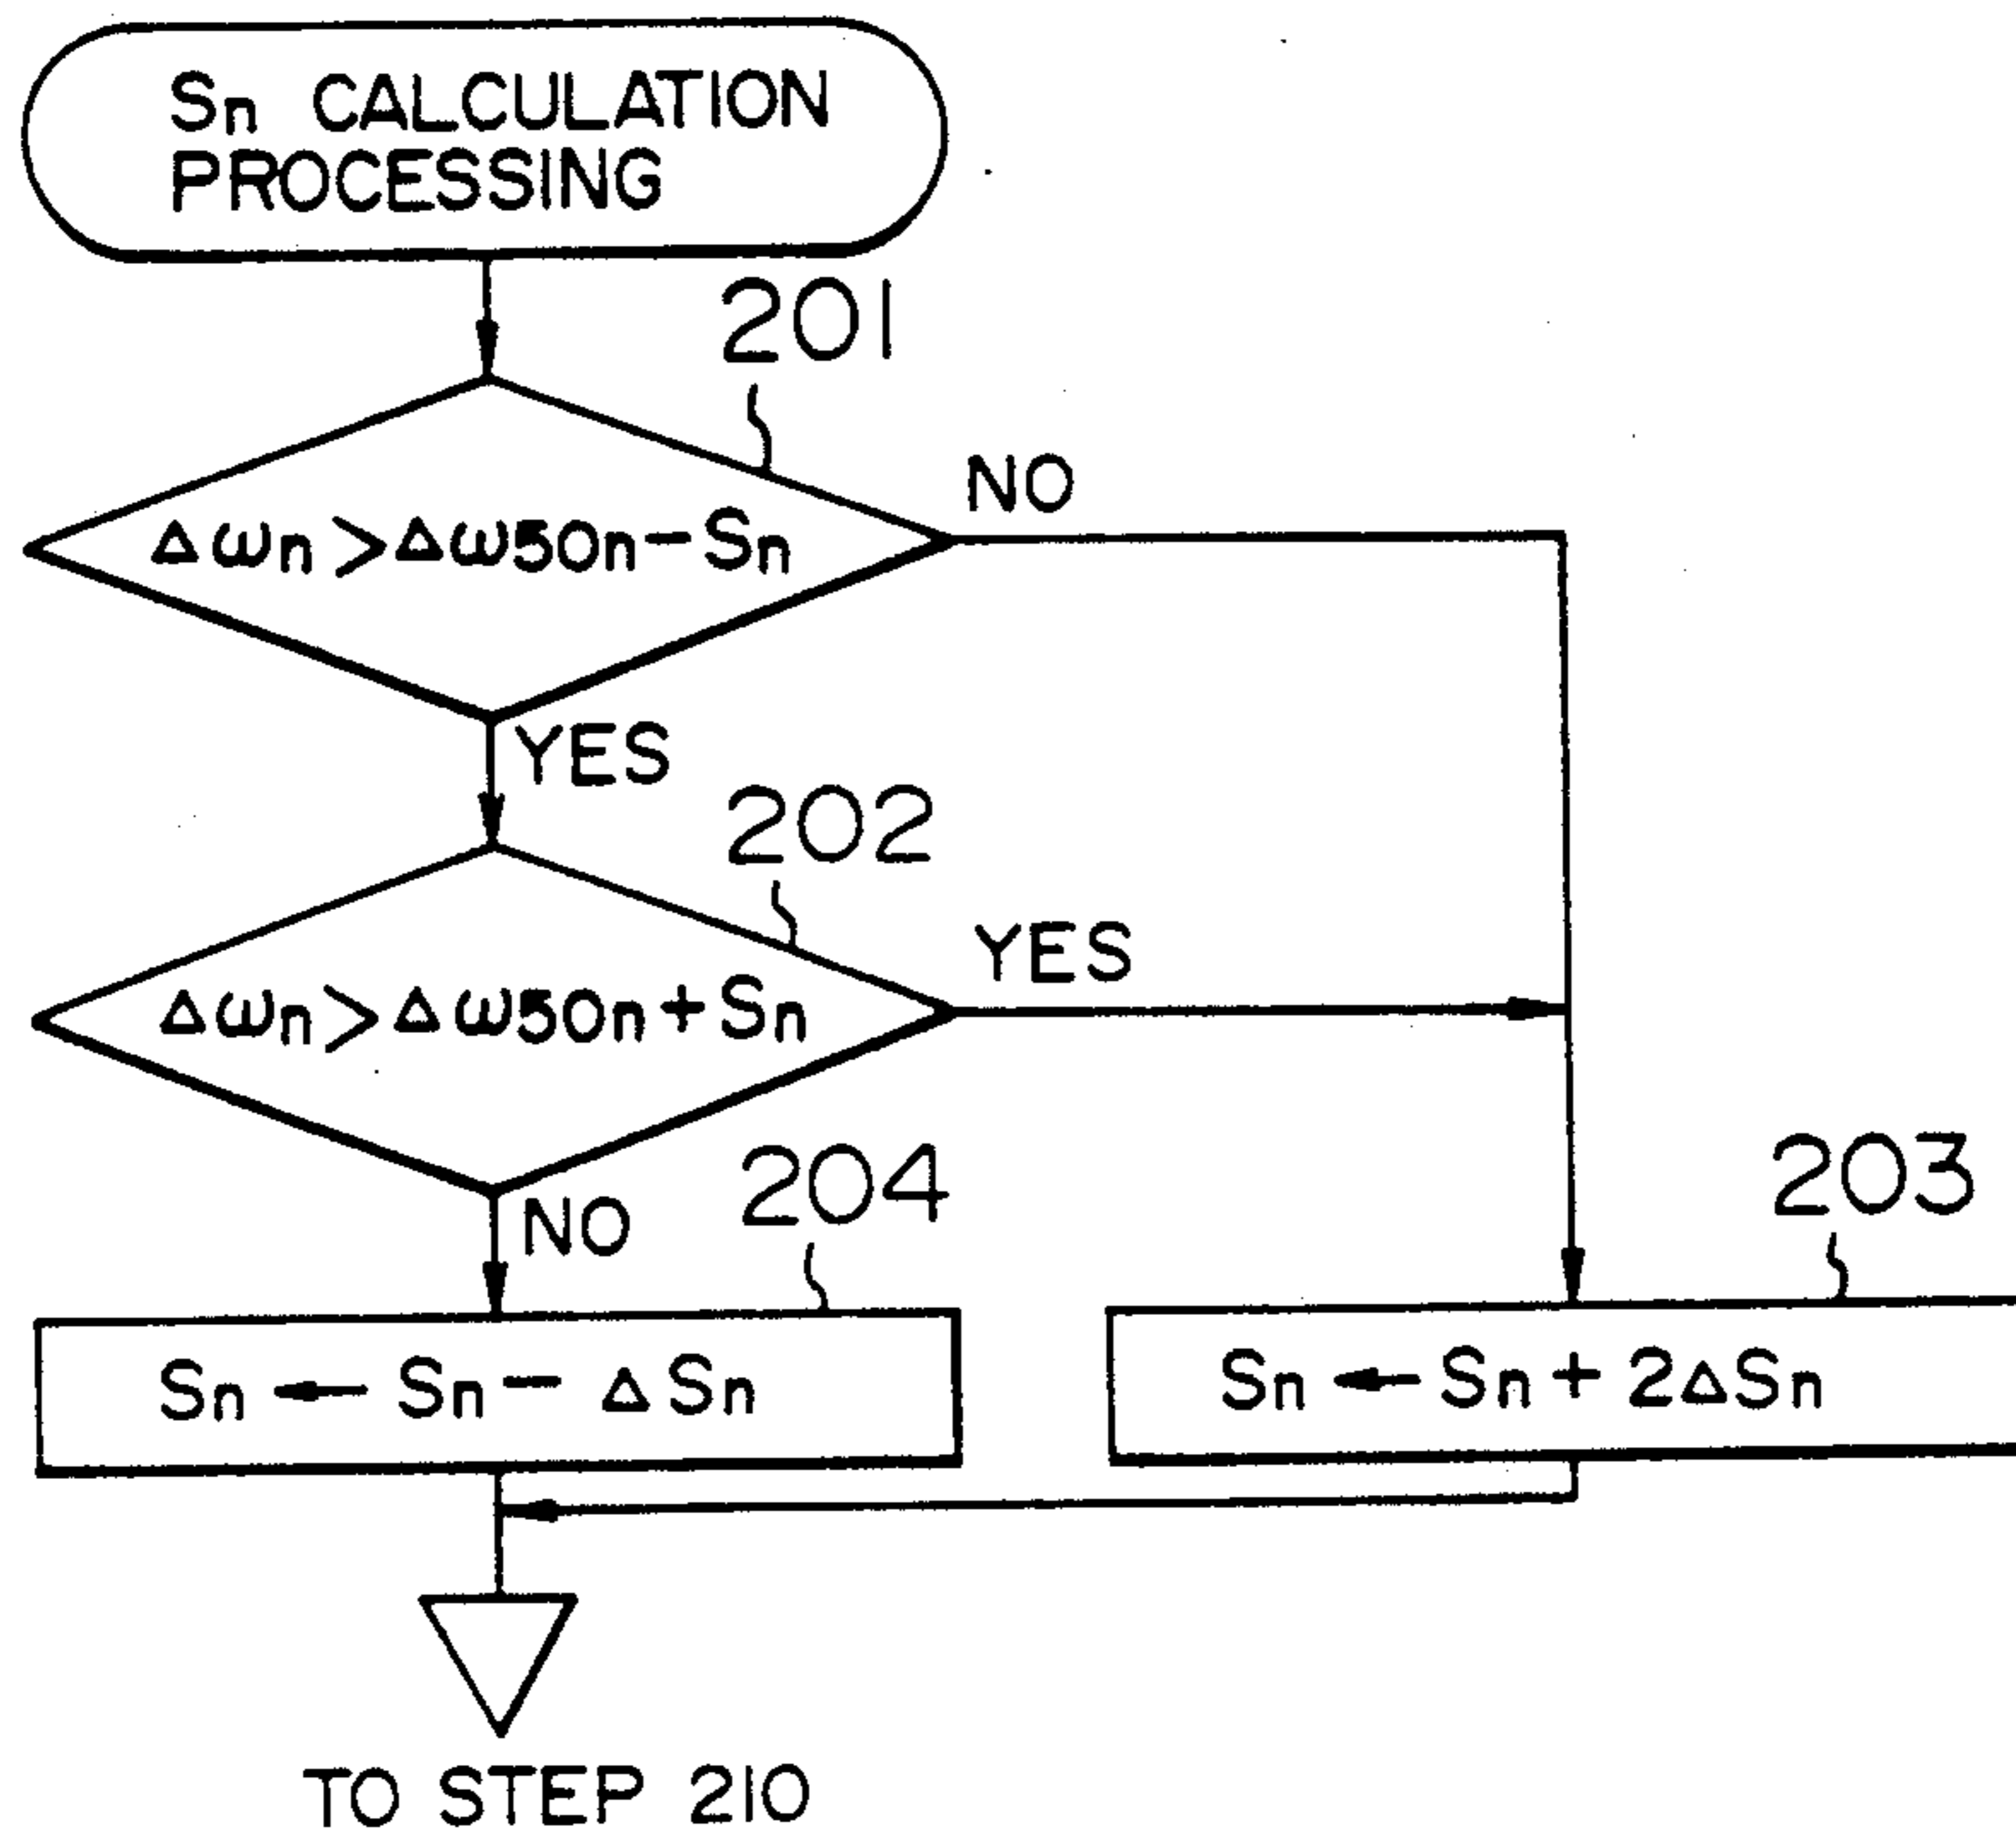 Sn CALCULATION
PROCESSING
201
Δωn > Δω50n - Sn
NO
YES
202
Δωn > Δω50n + Sn
YES
NO
204
203
Sn ← Sn - ΔSn
Sn ← Sn + 2ΔSn
TO STEP 210